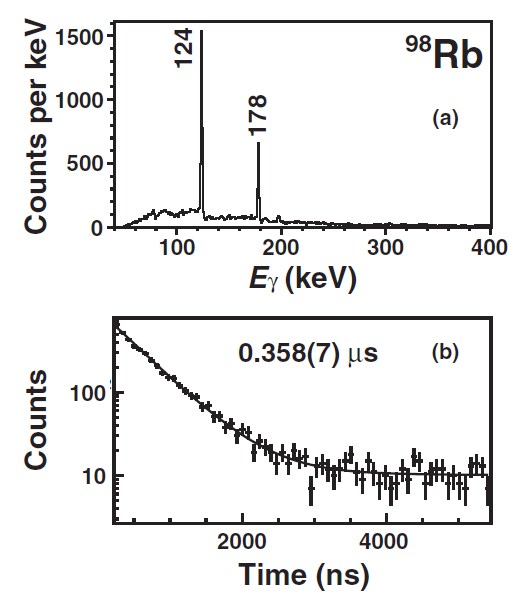 Counts per keV
1500
1000
500
0
124
178
⁹⁸Rb
(a)
100
200
300
400
Eγ (keV)
Counts
100
10
0.358(7) μs
(b)
2000
4000
Time (ns)